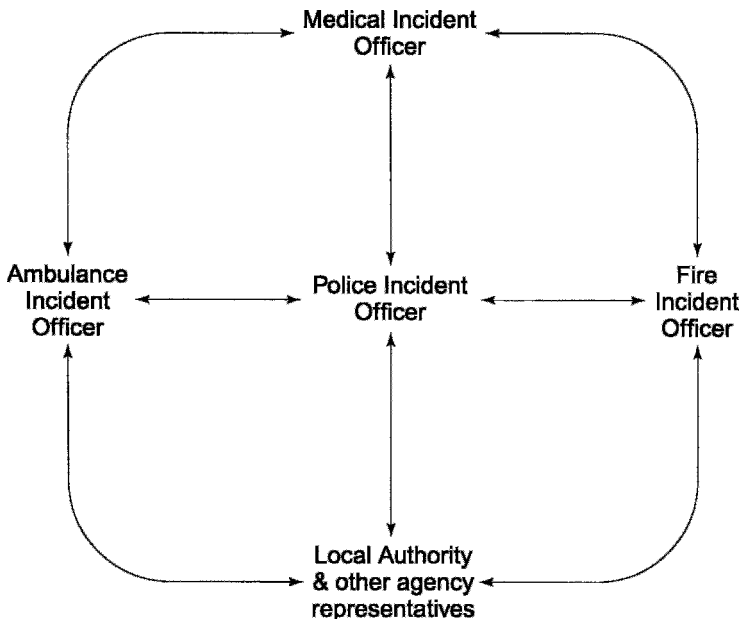 Medical Incident
Officer
Ambulance
Incident
Officer
Police Incident
Officer
Fire
Incident
Officer
Local Authority
& other agency
representatives